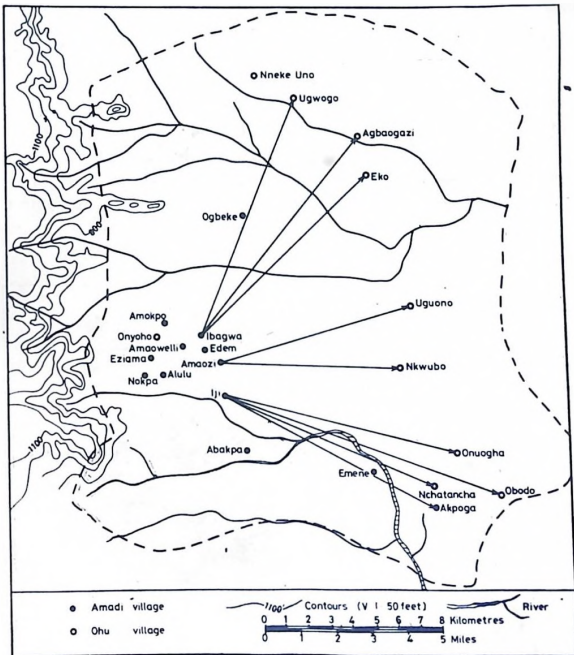 Nneke Uno
Ugwogo
Agbaogazi
1100
Eko
Ogbeke
600
Uguono
Amokpo
Onyoho
Ibagwa
Amaowelli
Edem
Eziama
Amaozi
Nkwubo
Nokpa
Alulu
Iji
1100
Abakpa
Onuogha
Emene
Nchatancha
Obodo
Akpoga
Amadi village
1100' Contours (V I 50 feet)
River
Ohu village
0 1 2 3 4 5 6 7 8 Kilometres
0 1 2 3 4 5 Miles